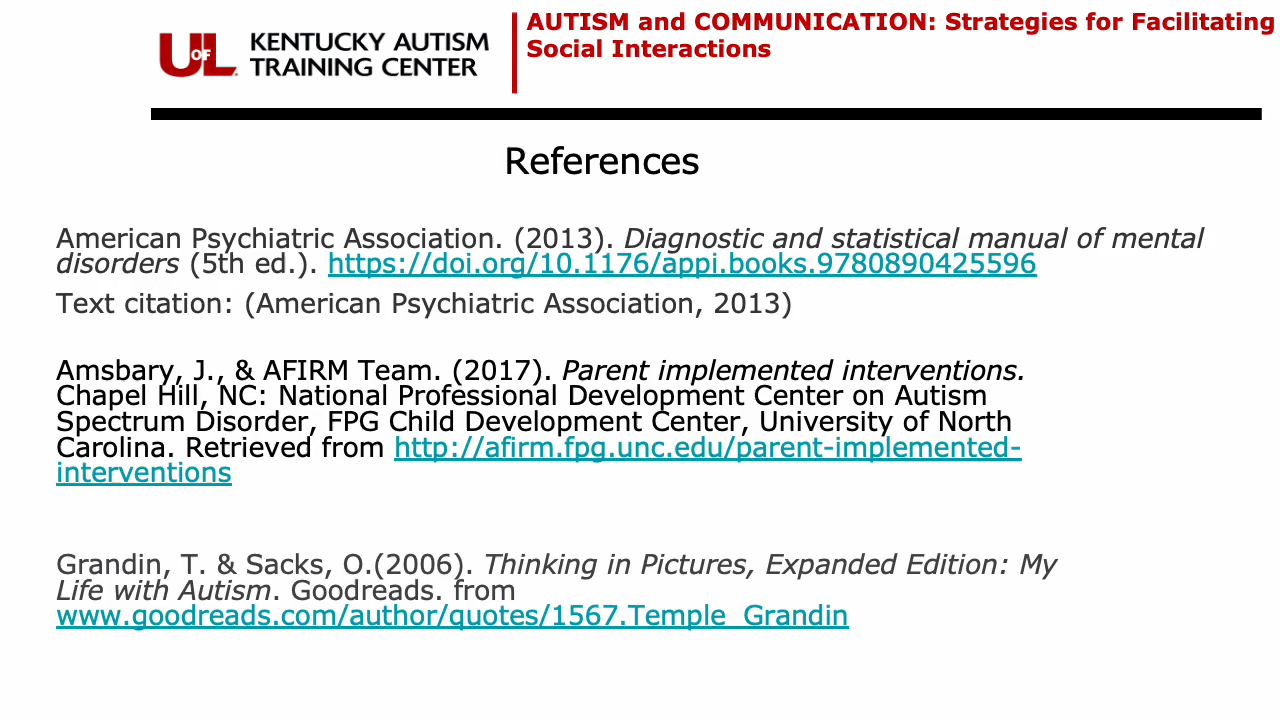 UofL
KENTUCKY AUTISM
TRAINING CENTER
AUTISM and COMMUNICATION: Strategies for Facilitating
Social Interactions
References
American Psychiatric Association. (2013). Diagnostic and statistical manual of mental
disorders (5th ed.). https://doi.org/10.1176/appi.books.9780890425596
Text citation: (American Psychiatric Association, 2013)
Amsbary, J., & AFIRM Team. (2017). Parent implemented interventions.
Chapel Hill, NC: National Professional Development Center on Autism
Spectrum Disorder, FPG Child Development Center, University of North
Carolina. Retrieved from http://afirm.fpg.unc.edu/parent-implemented-
interventions
Grandin, T. & Sacks, O.(2006). Thinking in Pictures, Expanded Edition: My
Life with Autism. Goodreads. from
www.goodreads.com/author/quotes/1567.Temple_Grandin